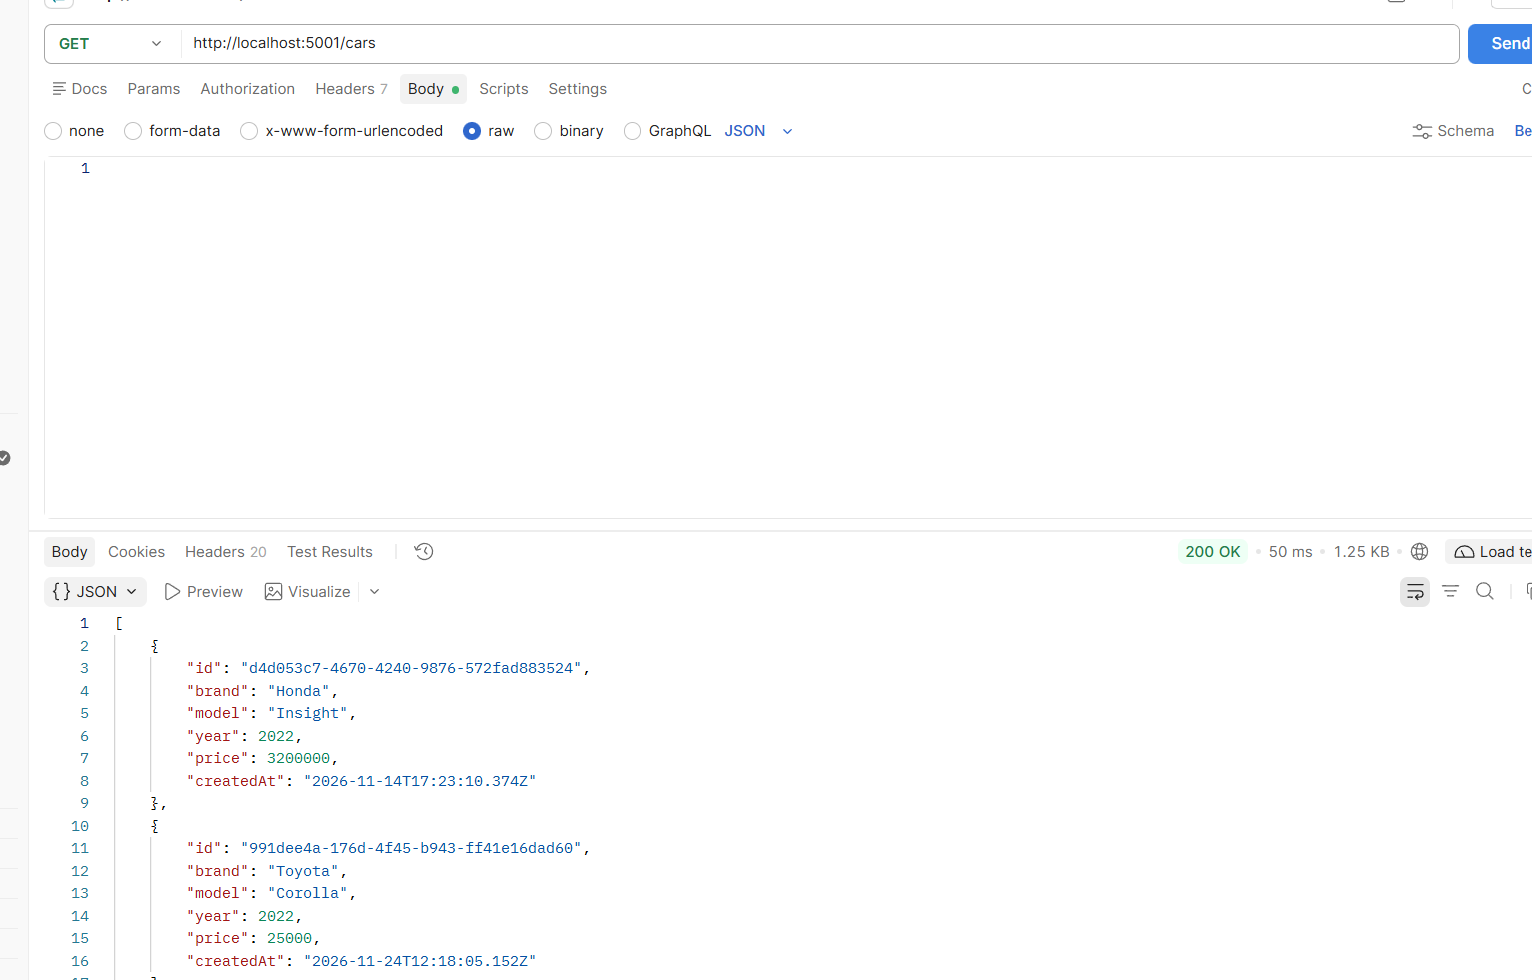 GET http://localhost:5001/cars Send
Docs Params Authorization Headers 7 Body Scripts Settings
none form-data x-www-form-urlencoded raw binary GraphQL JSON Schema Be
1
Body Cookies Headers 20 Test Results 200 OK 50 ms 1.25 KB Load te
{} JSON Preview Visualize
1 [
2 {
3 "id": "d4d053c7-4670-4240-9876-572fad883524",
4 "brand": "Honda",
5 "model": "Insight",
6 "year": 2022,
7 "price": 3200000,
8 "createdAt": "2026-11-14T17:23:10.374Z"
9 },
10 {
11 "id": "991dee4a-176d-4f45-b943-ff41e16dad60",
12 "brand": "Toyota",
13 "model": "Corolla",
14 "year": 2022,
15 "price": 25000,
16 "createdAt": "2026-11-24T12:18:05.152Z"